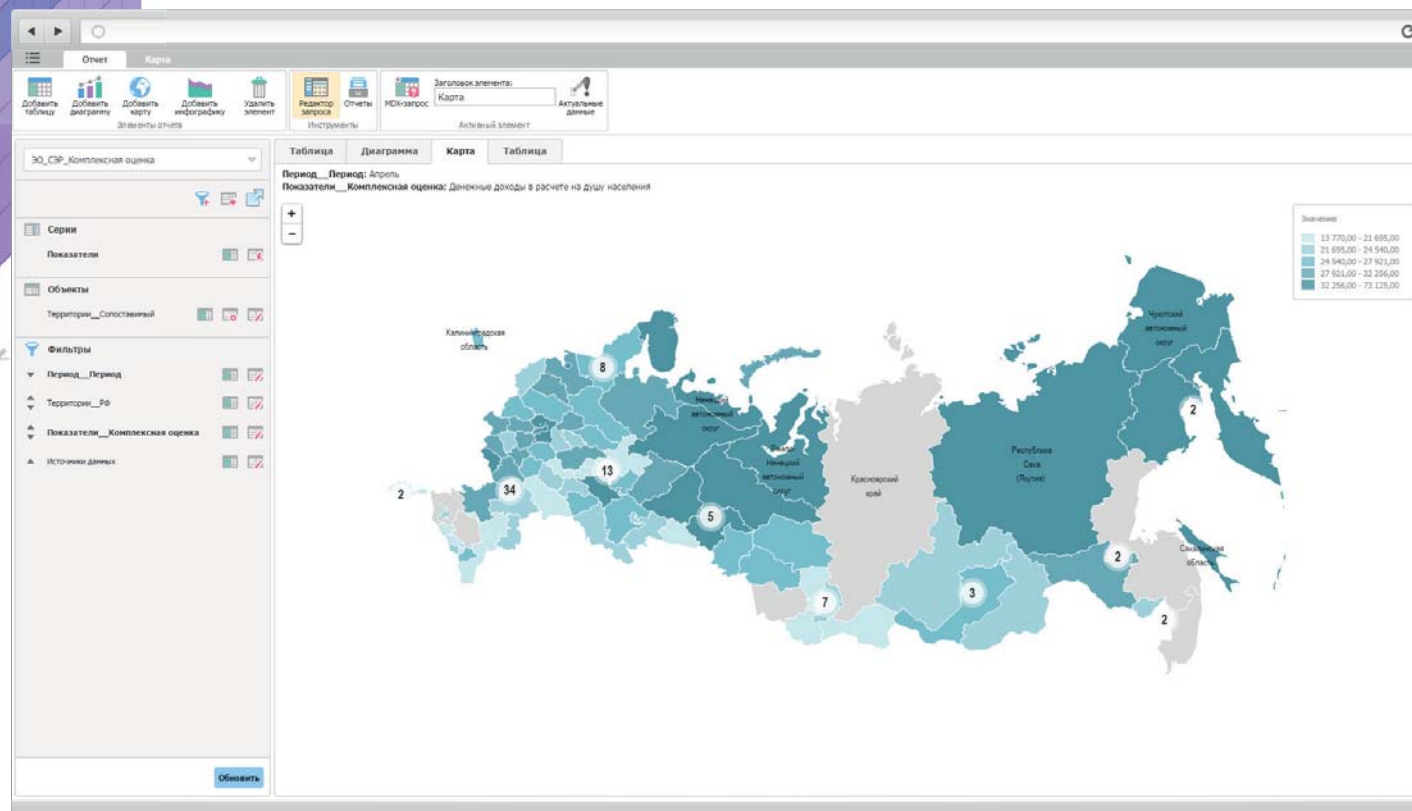 Отчет
Карта
Добавить таблицу
Добавить диаграмму
Добавить карту
Добавить инфографику
Удалить элемент
Элементы отчета
Редактор запроса
Отчеты
Инструменты
MDX-запрос
Заголовок элемента:
Карта
Актуальные данные
Активный элемент
ЭО_СЭР_Комплексная оценка
Серии
Показатели
Объекты
Территории__Сопоставимый
Фильтры
Период__Период
Территории__РФ
Показатели__Комплексная оценка
Источники данных
Обновить
Таблица
Диаграмма
Карта
Таблица
Период__Период: Апрель
Показатели__Комплексная оценка: Денежные доходы в расчете на душу населения
+
−
Значение
13 770,00 - 21 695,00
21 695,00 - 24 540,00
24 540,00 - 27 921,00
27 921,00 - 32 256,00
32 256,00 - 73 125,00
Калининградская
область
Чукотский
автономный
округ
8
Ненецкий
автономный
округ
2
Ямало-
Ненецкий
автономный
округ
Республика
Саха
(Якутия)
13
Красноярский
край
2
34
5
Сахалинская
область
2
3
7
2